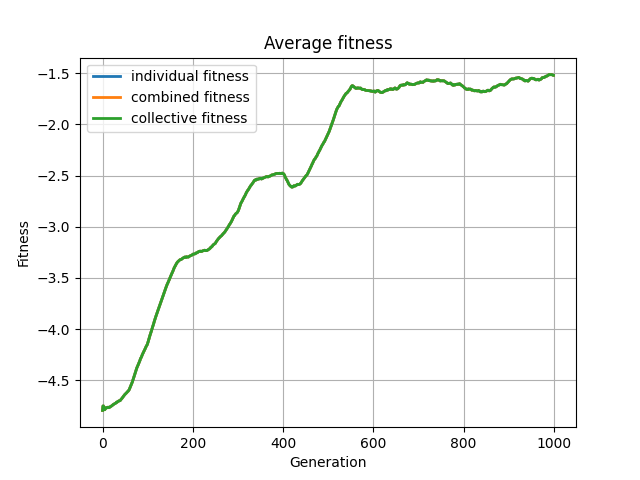 Average fitness
individual fitness
combined fitness
collective fitness
−1.5
−2.0
−2.5
−3.0
−3.5
−4.0
−4.5
Fitness
0 200 400 600 800 1000
Generation